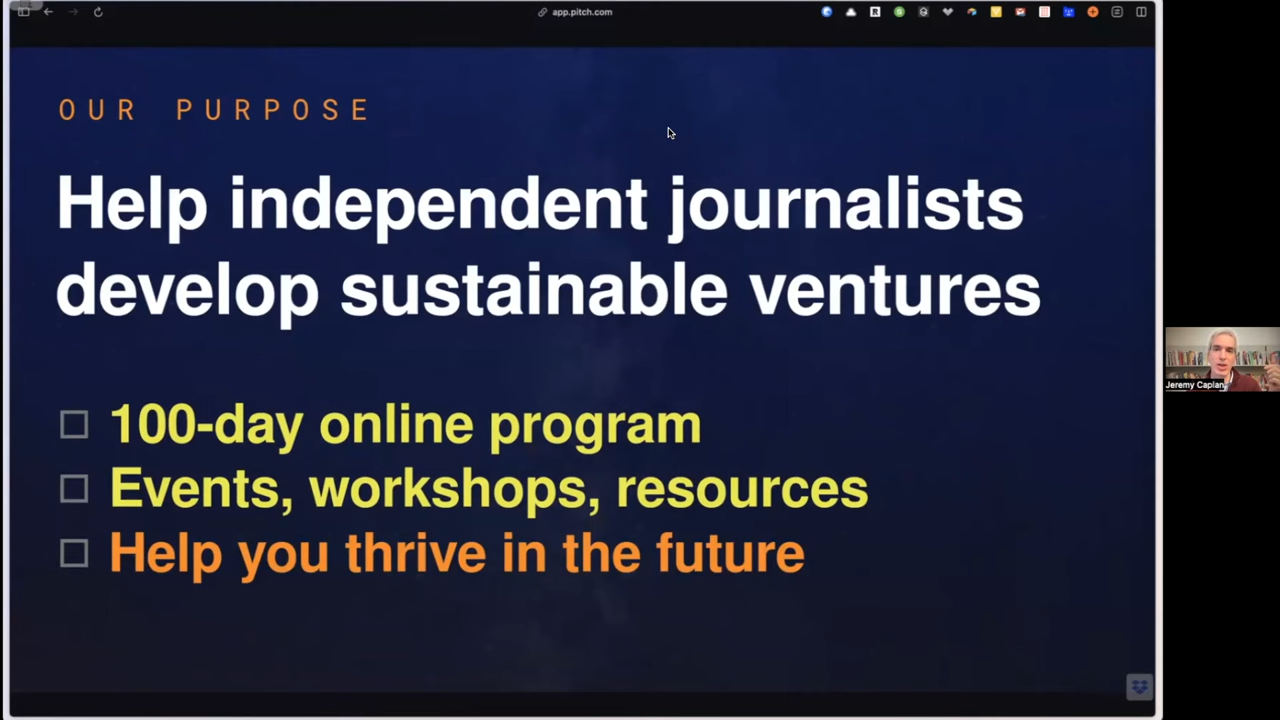 app.pitch.com
OUR PURPOSE
Help independent journalists
develop sustainable ventures
100-day online program
Events, workshops, resources
Help you thrive in the future
Jeremy Caplan